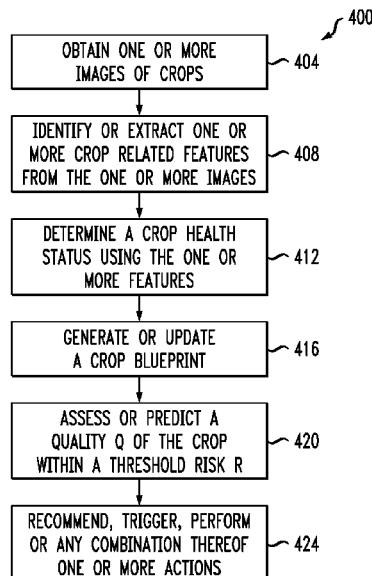 400
OBTAIN ONE OR MORE
IMAGES OF CROPS
404
IDENTIFY OR EXTRACT ONE OR
MORE CROP RELATED FEATURES
FROM THE ONE OR MORE IMAGES
408
DETERMINE A CROP HEALTH
STATUS USING THE ONE OR
MORE FEATURES
412
GENERATE OR UPDATE
A CROP BLUEPRINT
416
ASSESS OR PREDICT A
QUALITY Q OF THE CROP
WITHIN A THRESHOLD RISK R
420
RECOMMEND, TRIGGER, PERFORM
OR ANY COMBINATION THEREOF
ONE OR MORE ACTIONS
424